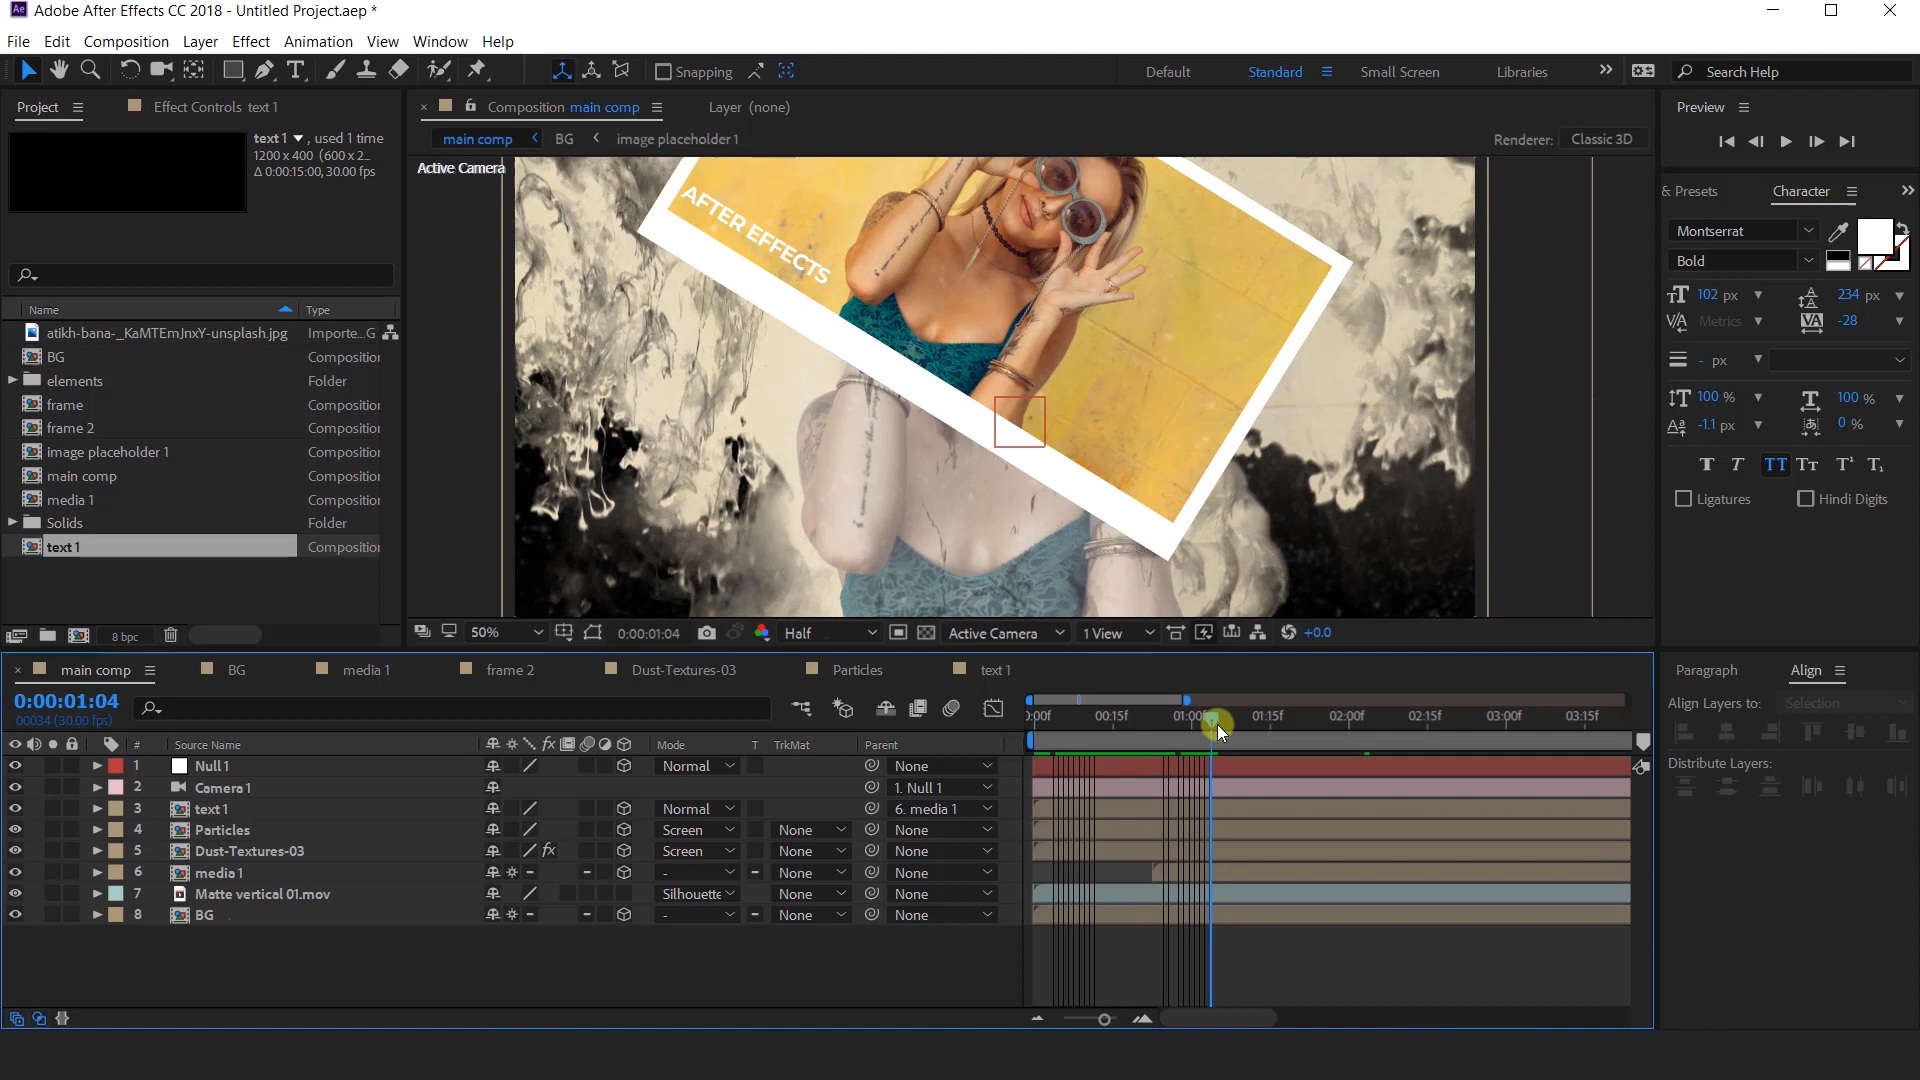 Adobe After Effects CC 2018 - Untitled Project.aep *
File Edit Composition Layer Effect Animation View Window Help
Snapping
Default Standard Small Screen Libraries
Search Help
Project
Effect Controls text 1
text 1 , used 1 time
1200 x 400 (600 x 2...
Δ 0:00:15:00, 30.00 fps
Name Type
atikh-bana-_KaMTEmJnxY-unsplash.jpg Importe...G
BG Composition
elements Folder
frame Composition
frame 2 Composition
image placeholder 1 Composition
main comp Composition
media 1 Composition
Solids Folder
text 1 Composition
8 bpc
Composition main comp
Layer (none)
main comp BG image placeholder 1
Renderer: Classic 3D
Active Camera
AFTER EFFECTS
50% 0:00:01:04 Half Active Camera 1 View +0.0
Preview
& Presets Character
Montserrat
Bold
102 px 234 px
Metrics -28
- px
100 % 100 %
-1.1 px 0 %
Ligatures Hindi Digits
Paragraph Align
Align Layers to: Selection
Distribute Layers:
main comp BG media 1 frame 2 Dust-Textures-03 Particles text 1
0:00:01:04
00034 (30.00 fps)
):00f 00:15f 01:00f 01:15f 02:00f 02:15f 03:00f 03:15f
# Source Name fx Mode T TrkMat Parent
1 Null 1 Normal None
2 Camera 1 1. Null 1
3 text 1 Normal 6. media 1
4 Particles Screen None None
5 Dust-Textures-03 fx Screen None None
6 media 1 - None None
7 Matte vertical 01.mov Silhouette None None
8 BG - None None